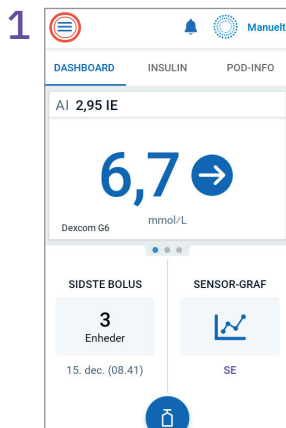 1
Manuelt
DASHBOARD INSULIN POD-INFO
AI 2,95 IE
6,7
mmol/L
Dexcom G6
SIDSTE BOLUS SENSOR-GRAF
3
Enheder
15. dec. (08.41) SE